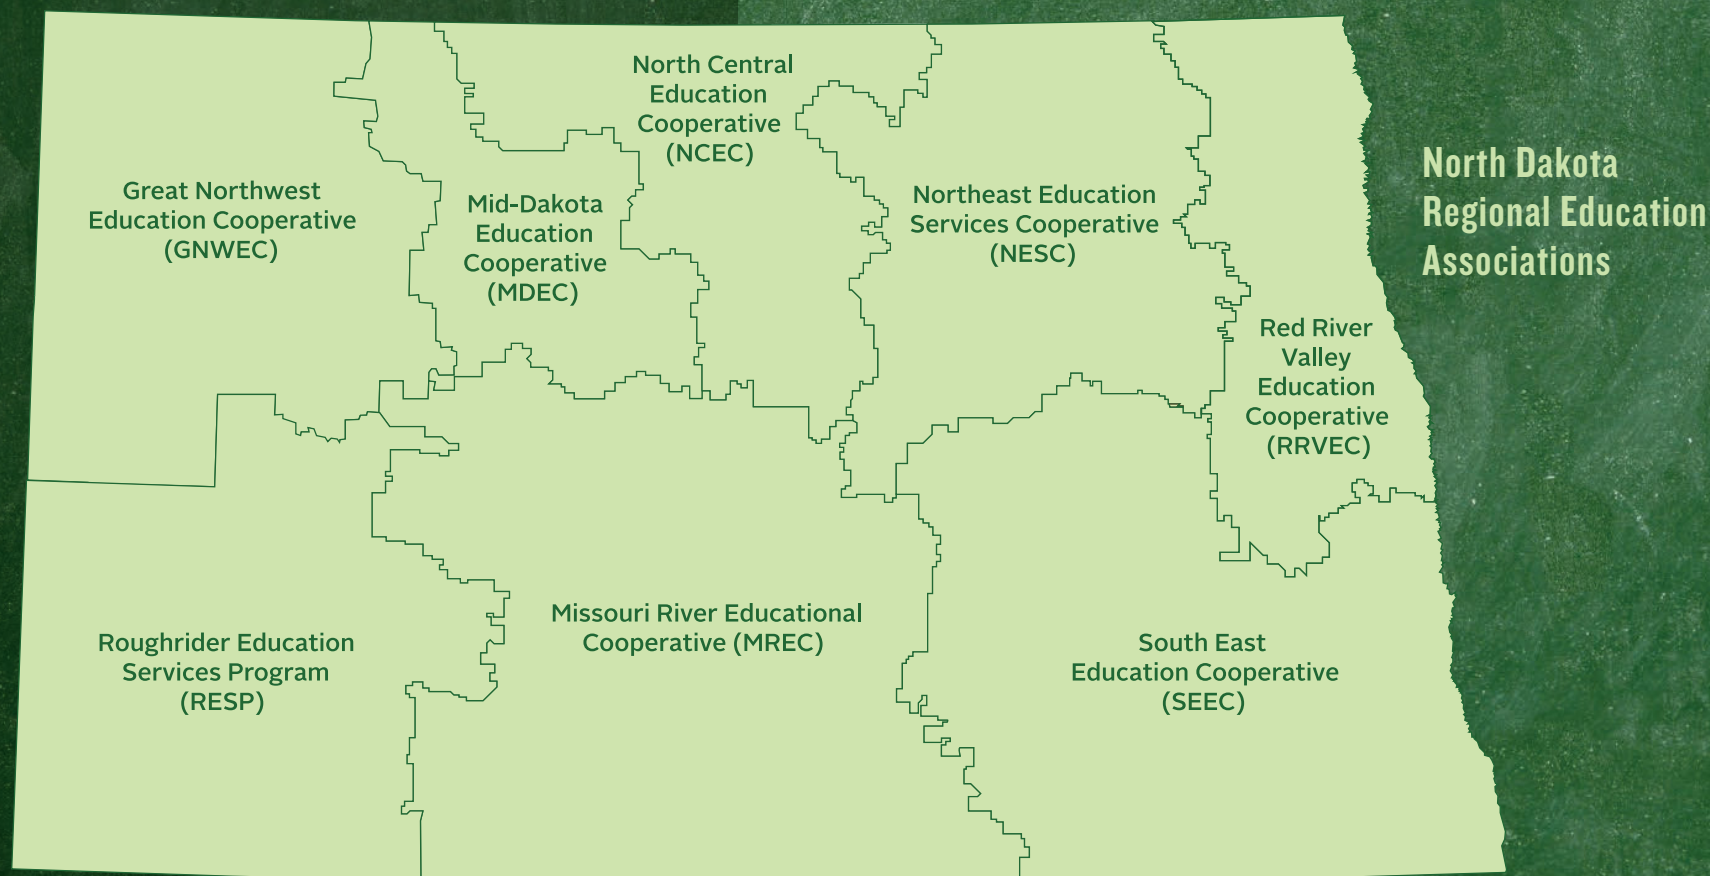 North Central
Education
Cooperative
(NCEC)
Great Northwest
Education Cooperative
(GNWEC)
Mid-Dakota
Education
Cooperative
(MDEC)
Northeast Education
Services Cooperative
(NESC)
North Dakota
Regional Education
Associations
Red River
Valley
Education
Cooperative
(RRVEC)
Roughrider Education
Services Program
(RESP)
Missouri River Educational
Cooperative (MREC)
South East
Education Cooperative
(SEEC)